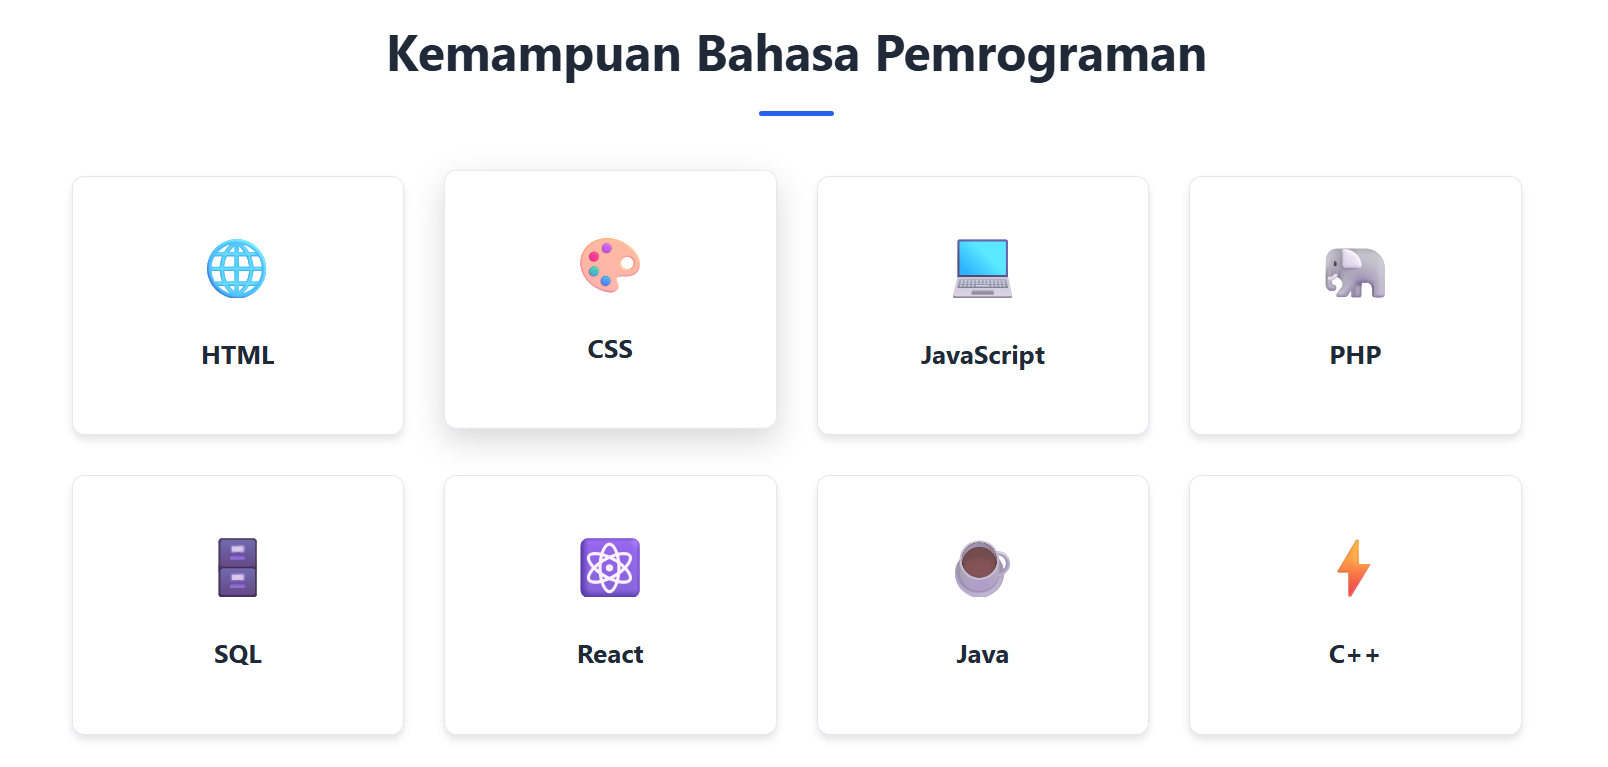 Kemampuan Bahasa Pemrograman
HTML
CSS
JavaScript
PHP
SQL
React
Java
C++